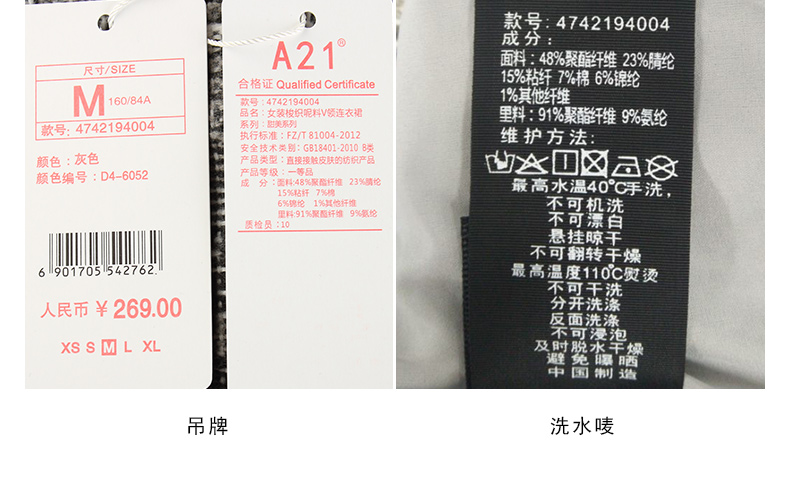 尺寸/SIZE
M 160/84A
款号: 4742194004
颜色: 灰色
颜色编号: D4-6052
6 901705 542762
人民币 ¥ 269.00
XS S M L XL
A21®
合格证 Qualified Certificate
款号: 4742194004
品名: 女装梭织呢料V领连衣裙
系列: 甜美系列
执行标准: FZ/T 81004-2012
安全技术类别: GB18401-2010 B类
产品类型: 直接接触皮肤的纺织产品
产品等级: 一等品
成 分: 面料:48%聚酯纤维 23%腈纶
15%粘纤 7%棉
6%锦纶 1%其他纤维
里料:91%聚酯纤维 9%氨纶
质检员: 10
款号: 4742194004
成分:
面料: 48%聚酯纤维 23%腈纶
15%粘纤 7%棉 6%锦纶
1%其他纤维
里料: 91%聚酯纤维 9%氨纶
维护方法:
最高水温40℃手洗,
不可机洗
不可漂白
悬挂晾干
不可翻转干燥
最高温度110℃熨烫
不可干洗
分开洗涤
反面洗涤
不可浸泡
及时脱水干燥
避免曝晒
中国制造
吊牌
洗水唛